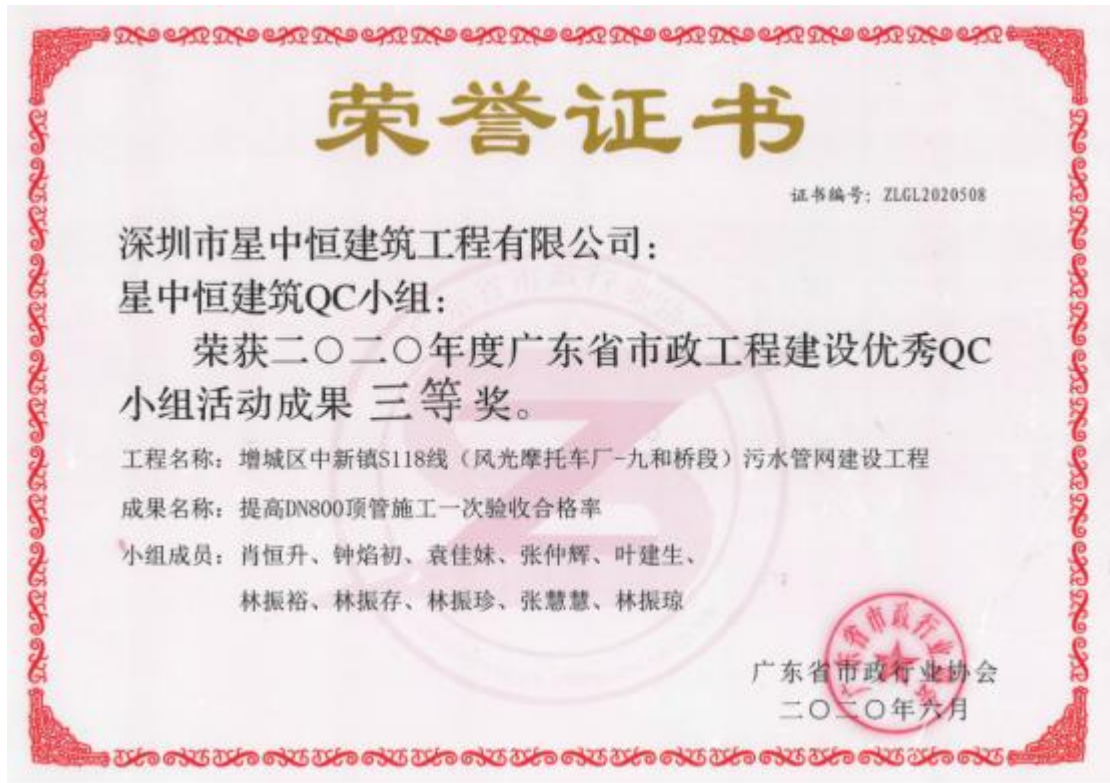 荣誉证书
证书编号：ZLGL2020508
深圳市星中恒建筑工程有限公司：
星中恒建筑QC小组：
荣获二〇二〇年度广东省市政工程建设优秀QC
小组活动成果 三等 奖。
工程名称：增城区中新镇S118线（风光摩托车厂-九和桥段）污水管网建设工程
成果名称：提高DN800顶管施工一次验收合格率
小组成员：肖恒升、钟焰初、袁佳妹、张仲辉、叶建生、
林振裕、林振存、林振珍、张慧慧、林振琼
广东省市政行业协会
二〇二〇年六月